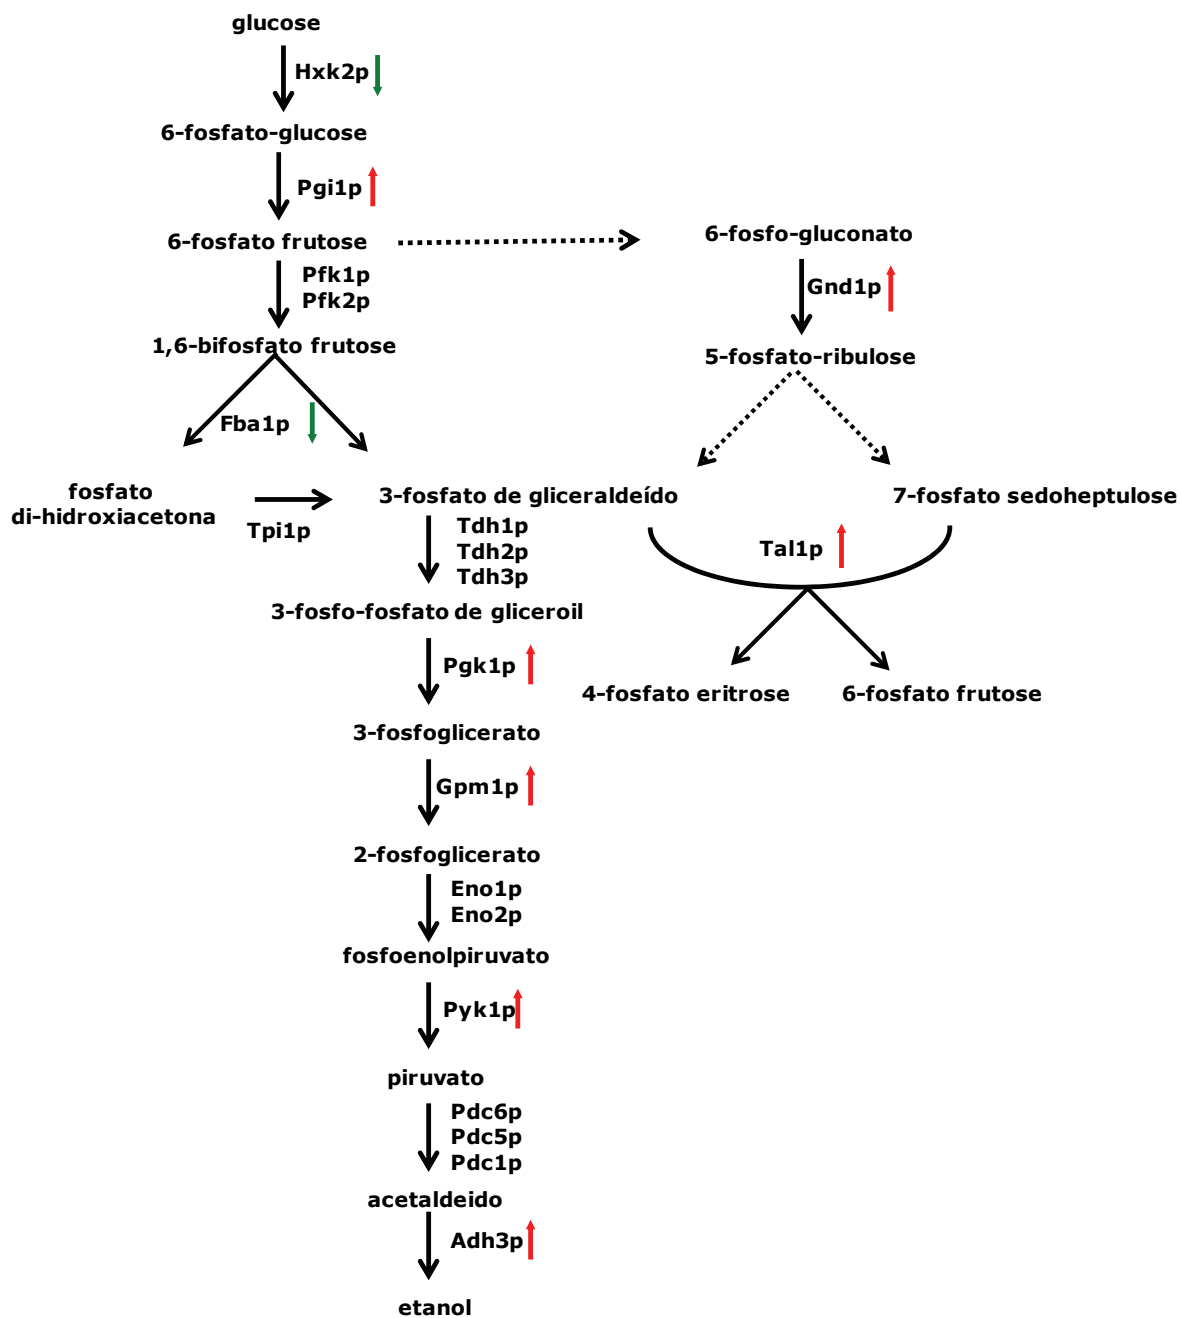 glucose
Hxk2p
6-fosfato-glucose
Pgi1p
6-fosfato frutose
6-fosfo-gluconato
Pfk1p
Pfk2p
Gnd1p
1,6-bifosfato frutose
5-fosfato-ribulose
Fba1p
fosfato
di-hidroxiacetona
Tpi1p
3-fosfato de gliceraldeído
7-fosfato sedoheptulose
Tdh1p
Tdh2p
Tdh3p
Tal1p
3-fosfo-fosfato de gliceroil
Pgk1p
4-fosfato eritrose
6-fosfato frutose
3-fosfoglicerato
Gpm1p
2-fosfoglicerato
Eno1p
Eno2p
fosfoenolpiruvato
Pyk1p
piruvato
Pdc6p
Pdc5p
Pdc1p
acetaldeido
Adh3p
etanol